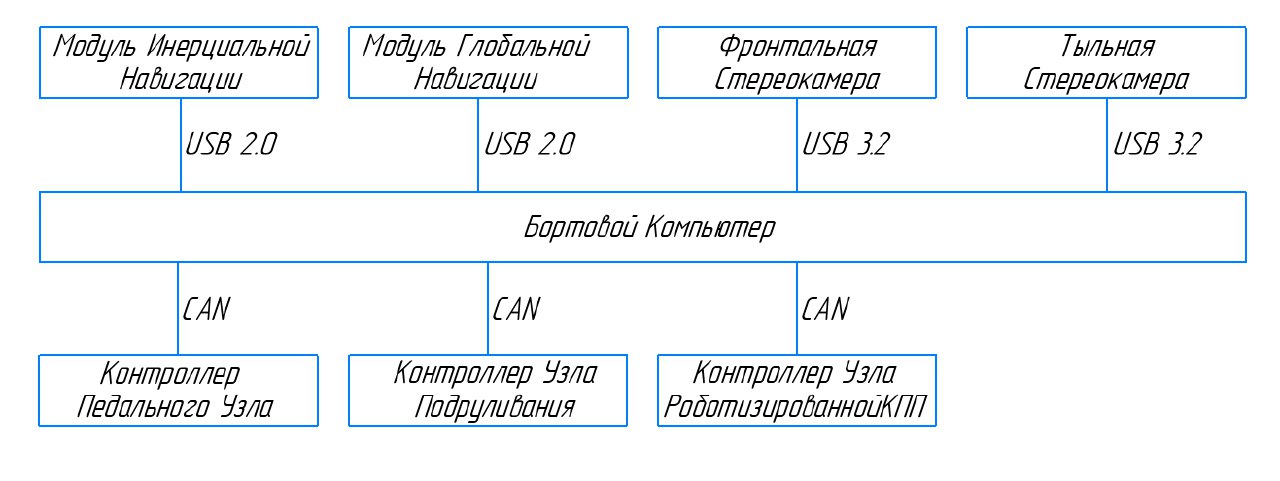 Модуль Инерциальной
Навигации
Модуль Глобальной
Навигации
Фронтальная
Стереокамера
Тыльная
Стереокамера
USB 2.0
USB 2.0
USB 3.2
USB 3.2
Бортовой Компьютер
CAN
CAN
CAN
Контроллер
Педального Узла
Контроллер Узла
Подруливания
Контроллер Узла
РоботизированнойКПП